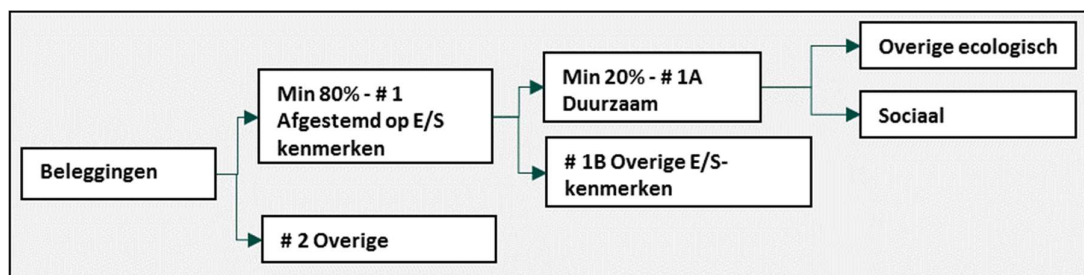 Beleggingen
Min 80% - # 1
Afgestemd op E/S
kenmerken
# 2 Overige
Min 20% - # 1A
Duurzaam
# 1B Overige E/S-
kenmerken
Overige ecologisch
Sociaal